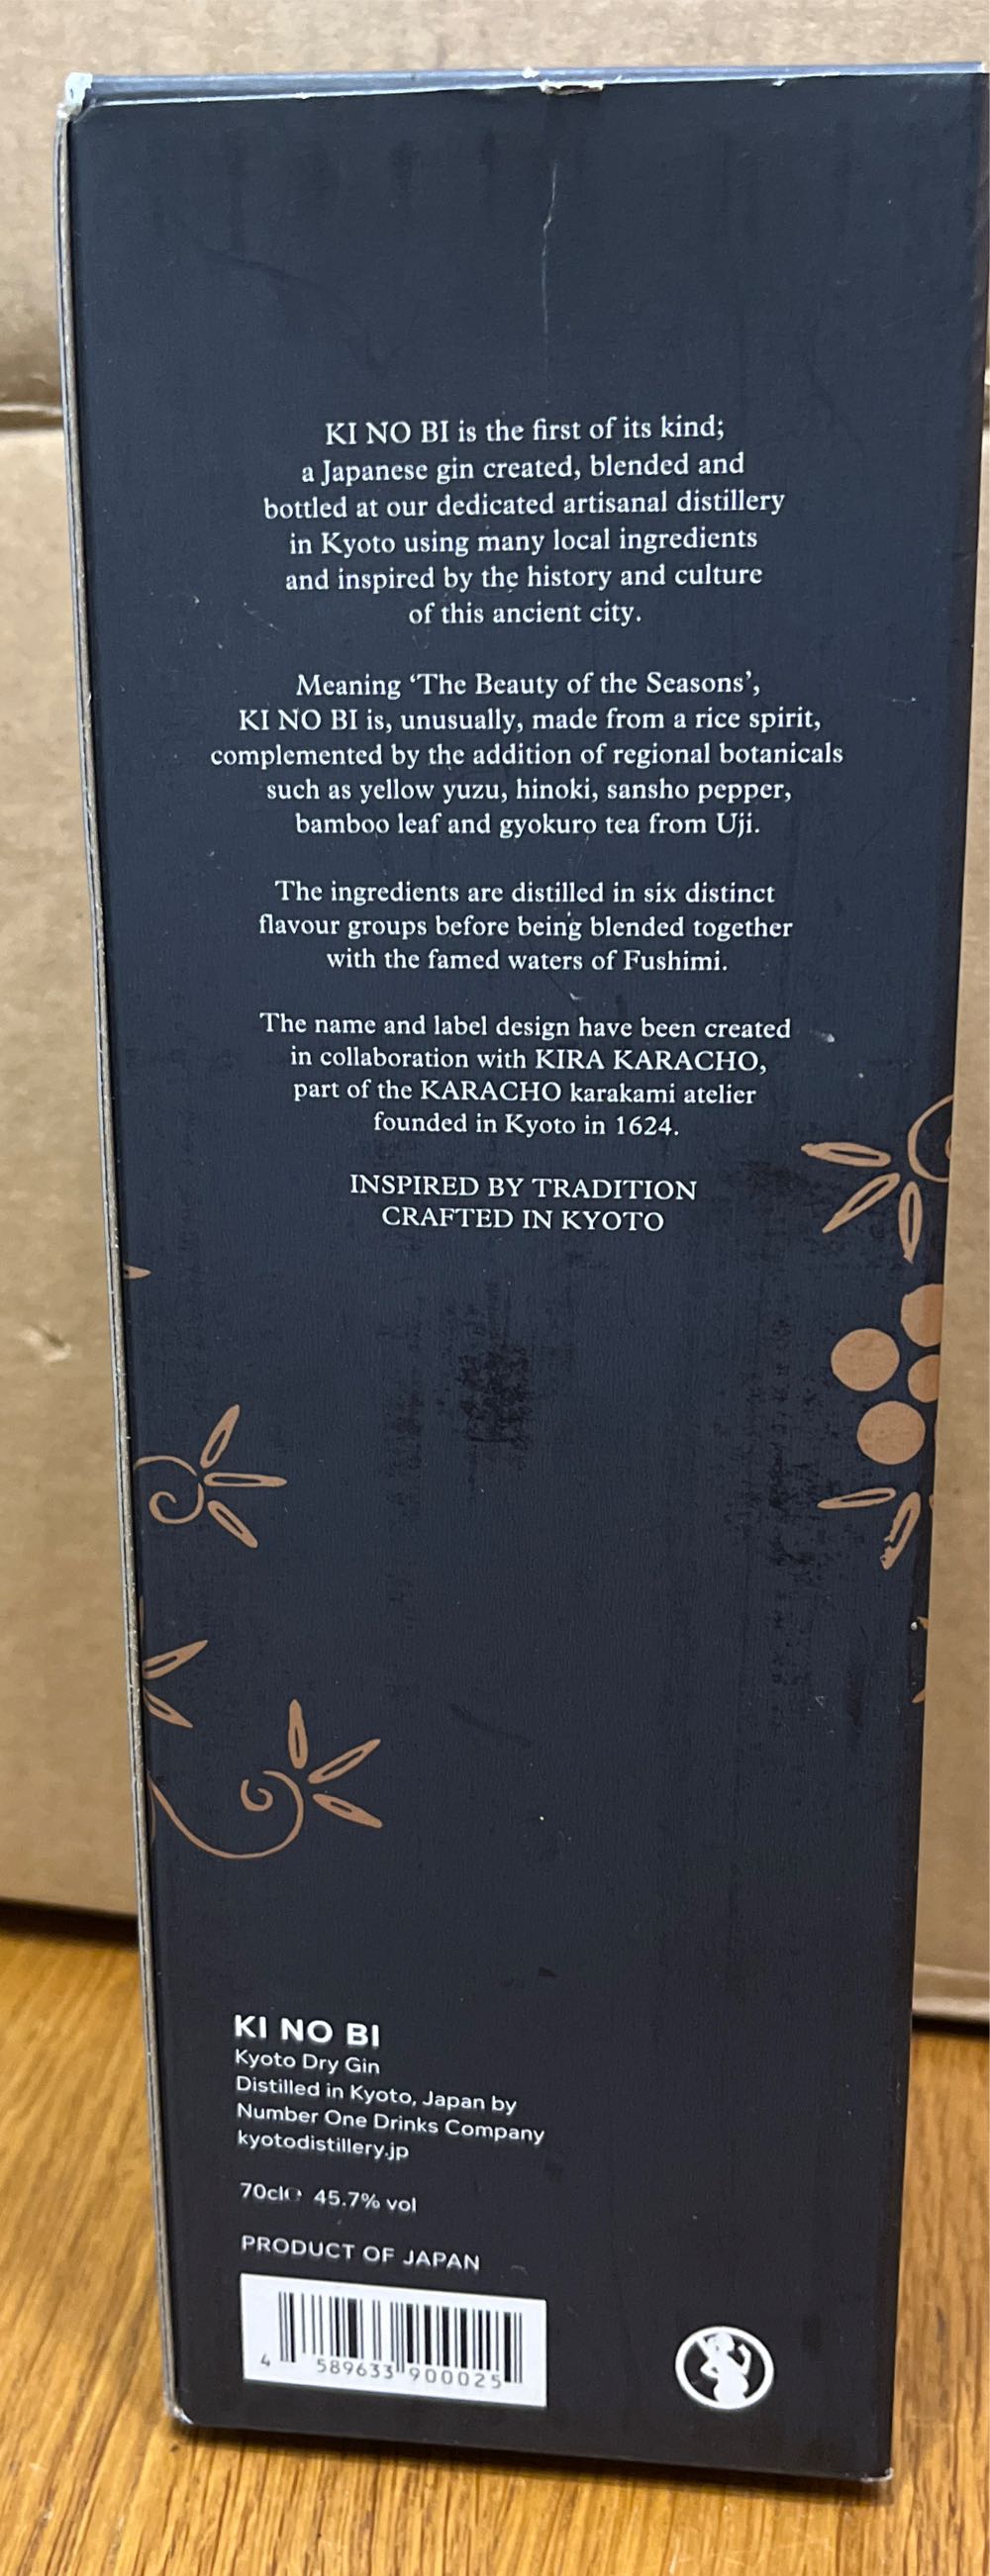 KI NO BI is the first of its kind;
a Japanese gin created, blended and
bottled at our dedicated artisanal distillery
in Kyoto using many local ingredients
and inspired by the history and culture
of this ancient city.
Meaning ‘The Beauty of the Seasons’,
KI NO BI is, unusually, made from a rice spirit,
complemented by the addition of regional botanicals
such as yellow yuzu, hinoki, sansho pepper,
bamboo leaf and gyokuro tea from Uji.
The ingredients are distilled in six distinct
flavour groups before being blended together
with the famed waters of Fushimi.
The name and label design have been created
in collaboration with KIRA KARACHO,
part of the KARACHO karakami atelier
founded in Kyoto in 1624.
INSPIRED BY TRADITION
CRAFTED IN KYOTO
KI NO BI
Kyoto Dry Gin
Distilled in Kyoto, Japan by
Number One Drinks Company
kyotodistillery.jp
70cl℮ 45.7% vol
PRODUCT OF JAPAN
4 589633 900025